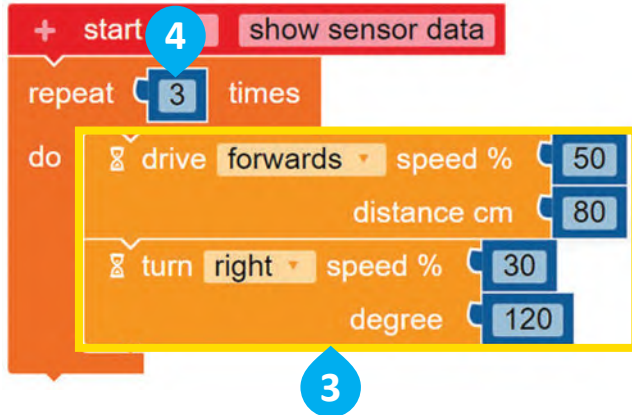 + start show sensor data
4
repeat 3 times
do drive forwards speed % 50
distance cm 80
turn right speed % 30
degree 120
3